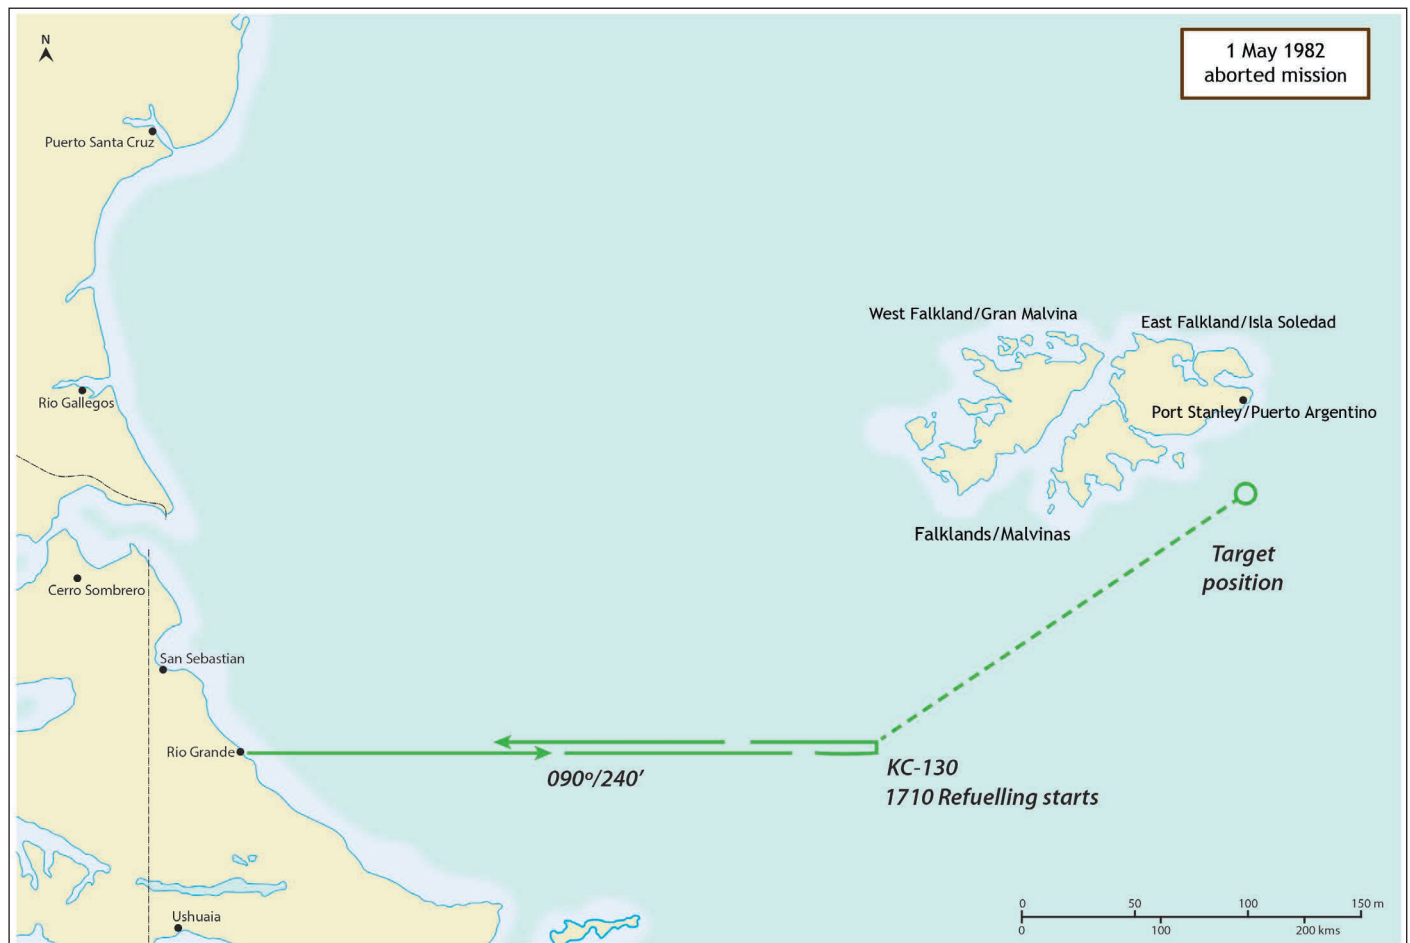 N
1 May 1982
aborted mission
Puerto Santa Cruz
West Falkland/Gran Malvina
East Falkland/Isla Soledad
Rio Gallegos
Port Stanley/Puerto Argentino
Falklands/Malvinas
Target
position
Cerro Sombrero
San Sebastian
Rio Grande
090º/240’
KC-130
1710 Refuelling starts
Ushuaia
0 50 100 150 m
0 100 200 kms